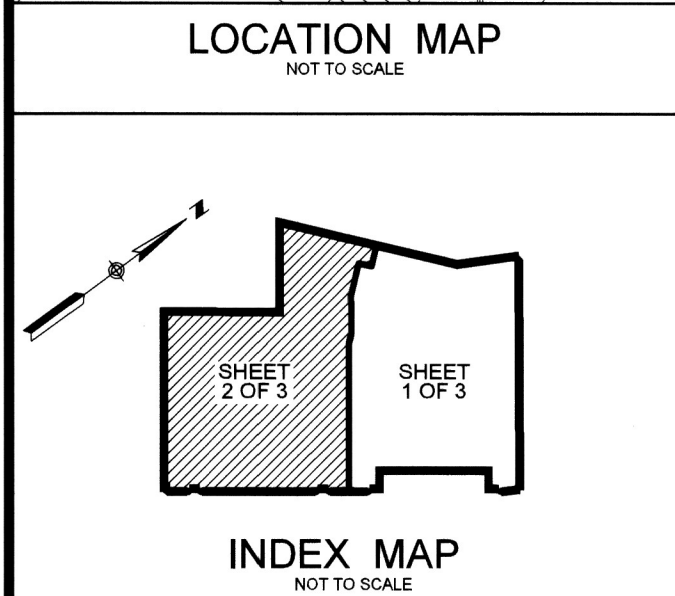 LOCATION MAP
NOT TO SCALE
N
SHEET
2 OF 3
SHEET
1 OF 3
INDEX MAP
NOT TO SCALE